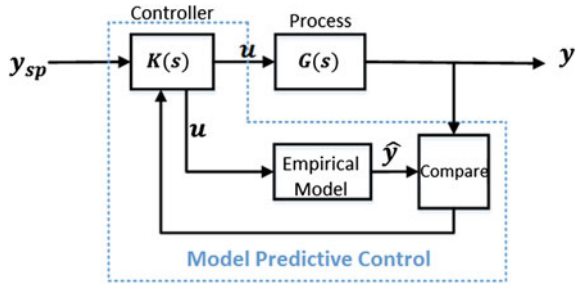 Controller
Process
y_sp
K(s)
u
G(s)
y
u
Empirical
Model
ŷ
Compare
Model Predictive Control